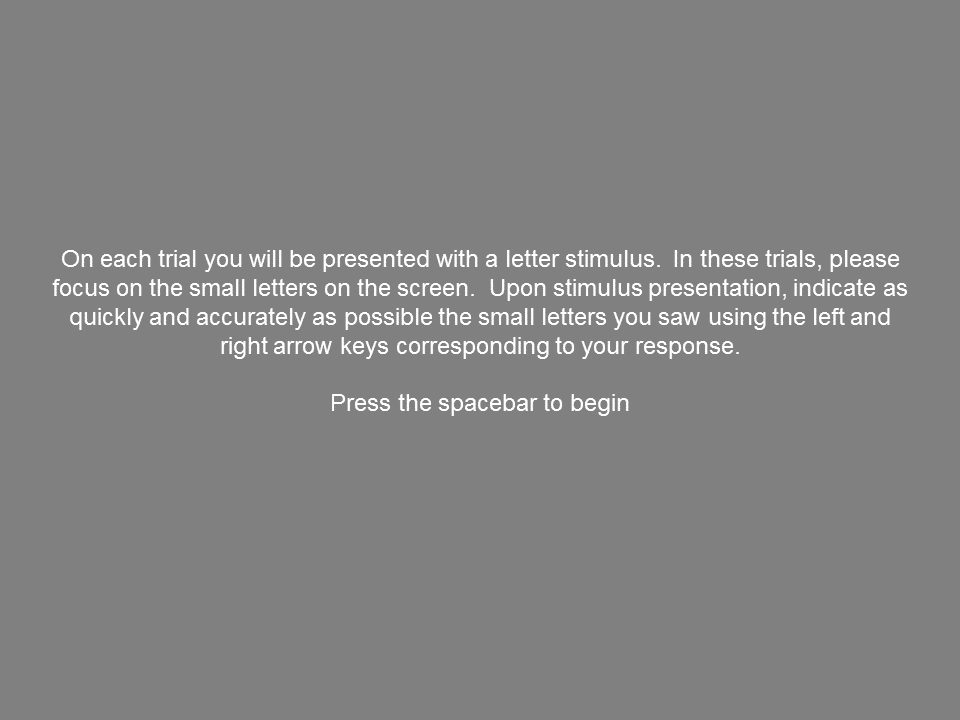 On each trial you will be presented with a letter stimulus.  In these trials, please
focus on the small letters on the screen.  Upon stimulus presentation, indicate as
quickly and accurately as possible the small letters you saw using the left and
right arrow keys corresponding to your response.
Press the spacebar to begin